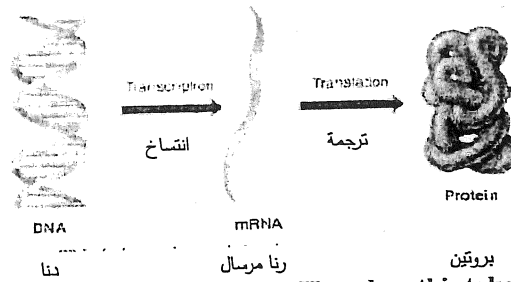 Transcription Translation
انتساخ ترجمة
Protein
DNA mRNA
دنا رنا مرسال بروتين